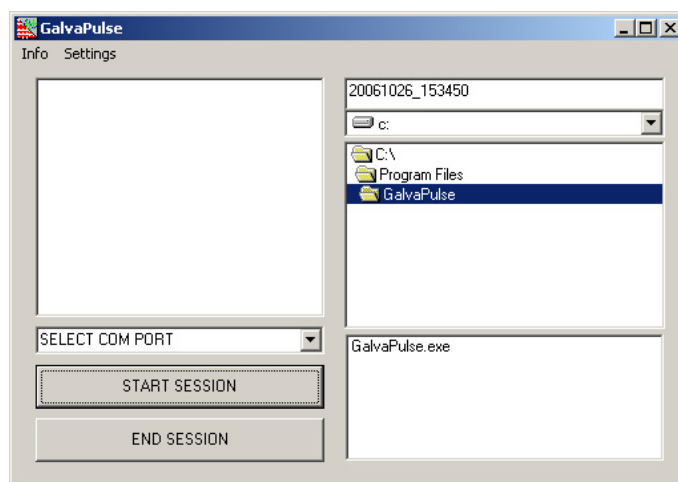 GalvaPulse
Info Settings
20061026_153450
c:
C:\
Program Files
GalvaPulse
SELECT COM PORT
START SESSION
END SESSION
GalvaPulse.exe